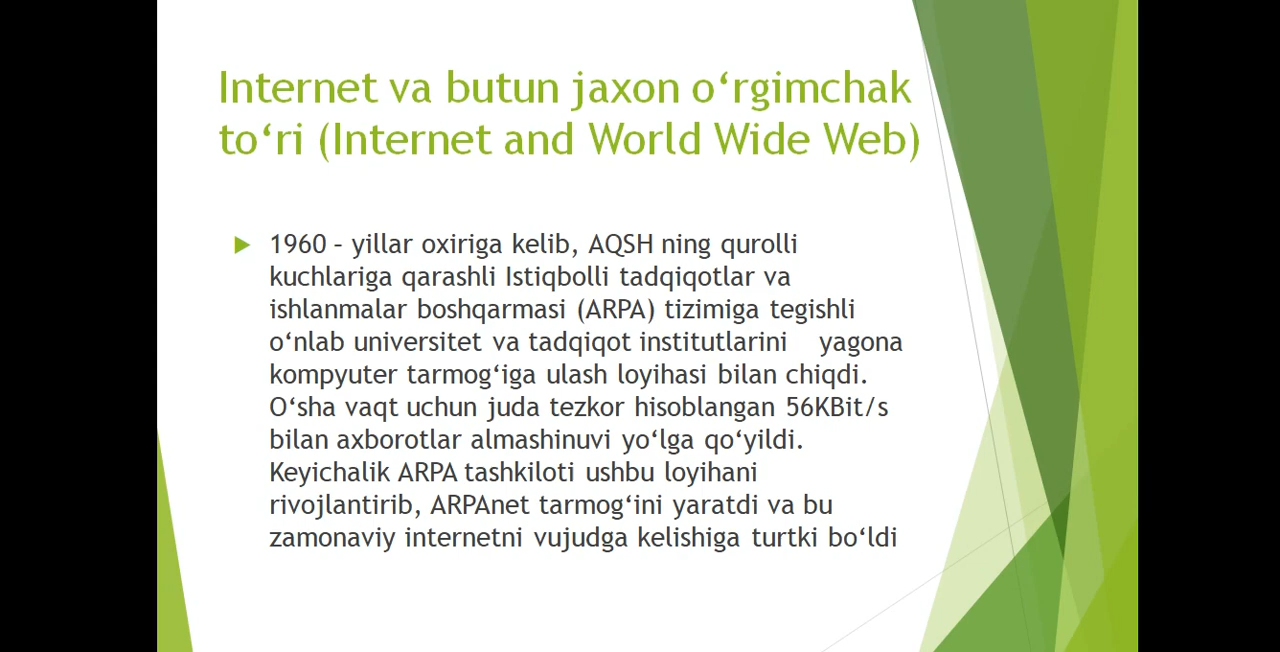 Internet va butun jaxon o‘rgimchak
to‘ri (Internet and World Wide Web)
1960 – yillar oxiriga kelib, AQSH ning qurolli
kuchlariga qarashli Istiqbolli tadqiqotlar va
ishlanmalar boshqarmasi (ARPA) tizimiga tegishli
o‘nlab universitet va tadqiqot institutlarini yagona
kompyuter tarmog‘iga ulash loyihasi bilan chiqdi.
O‘sha vaqt uchun juda tezkor hisoblangan 56KBit/s
bilan axborotlar almashinuvi yo‘lga qo‘yildi.
Keyichalik ARPA tashkiloti ushbu loyihani
rivojlantirib, ARPAnet tarmog‘ini yaratdi va bu
zamonaviy internetni vujudga kelishiga turtki bo‘ldi